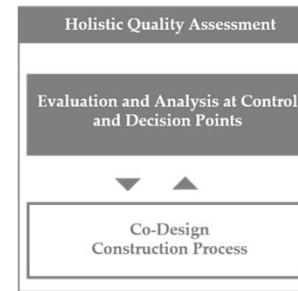 Holistic Quality Assessment
Evaluation and Analysis at Control
and Decision Points
Co-Design
Construction Process